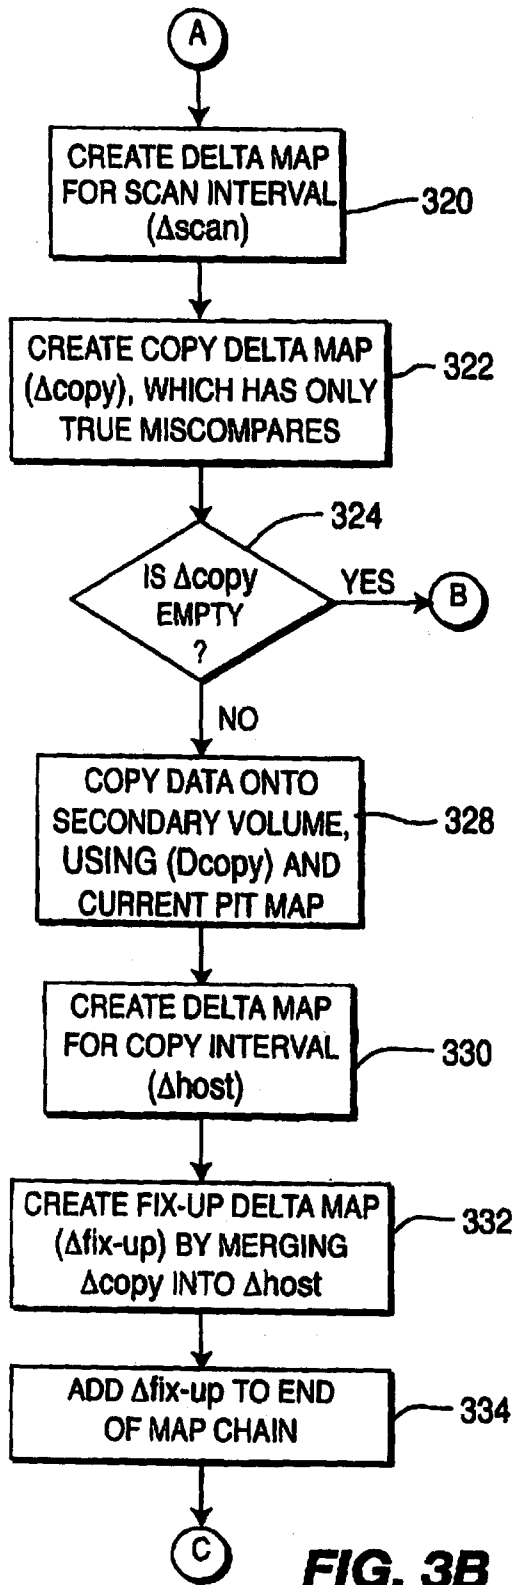 A
CREATE DELTA MAP
FOR SCAN INTERVAL
(Δscan)
320
CREATE COPY DELTA MAP
(Δcopy), WHICH HAS ONLY
TRUE MISCOMPARES
322
324
IS Δcopy
EMPTY
?
YES
B
NO
COPY DATA ONTO
SECONDARY VOLUME,
USING (Dcopy) AND
CURRENT PIT MAP
328
CREATE DELTA MAP
FOR COPY INTERVAL
(Δhost)
330
CREATE FIX-UP DELTA MAP
(Δfix-up) BY MERGING
Δcopy INTO Δhost
332
ADD Δfix-up TO END
OF MAP CHAIN
334
C
FIG. 3B